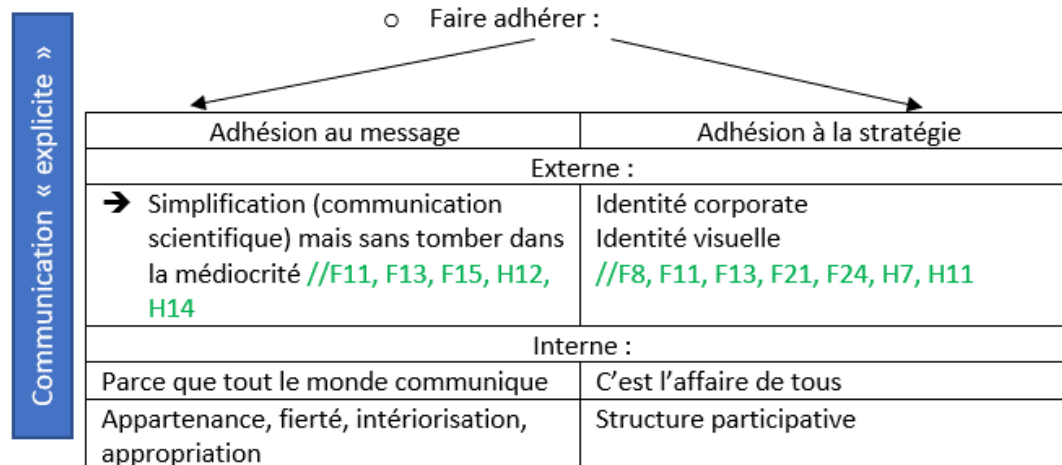 o Faire adhérer :
Communication « explicite »
Adhésion au message
Adhésion à la stratégie
Externe :
➔ Simplification (communication
scientifique) mais sans tomber dans
la médiocrité //F11, F13, F15, H12,
H14
Identité corporate
Identité visuelle
//F8, F11, F13, F21, F24, H7, H11
Interne :
Parce que tout le monde communique
C’est l’affaire de tous
Appartenance, fierté, intériorisation,
appropriation
Structure participative